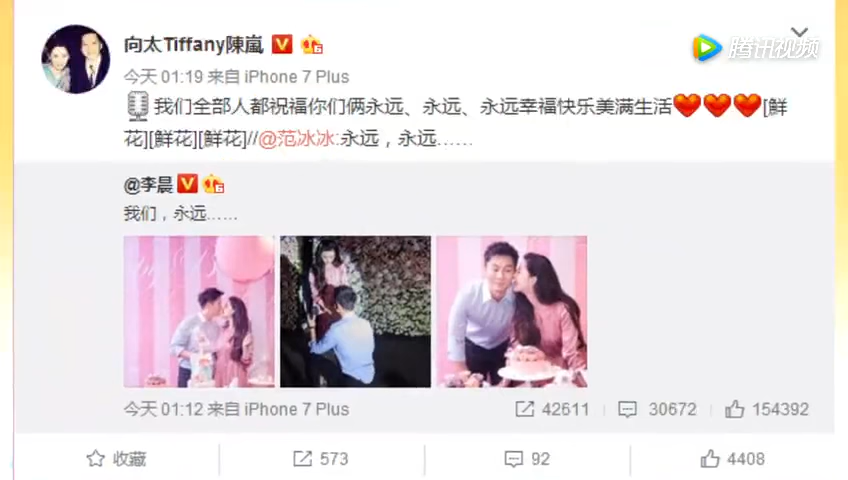 向太Tiffany陳嵐
腾讯视频
今天 01:19 来自 iPhone 7 Plus
我们全部人都祝福你们俩永远、永远、永远幸福快乐美满生活[鲜
花][鲜花][鲜花]//@范冰冰:永远，永远……
@李晨
我们，永远……
今天 01:12 来自 iPhone 7 Plus
42611
30672
154392
收藏
573
92
4408